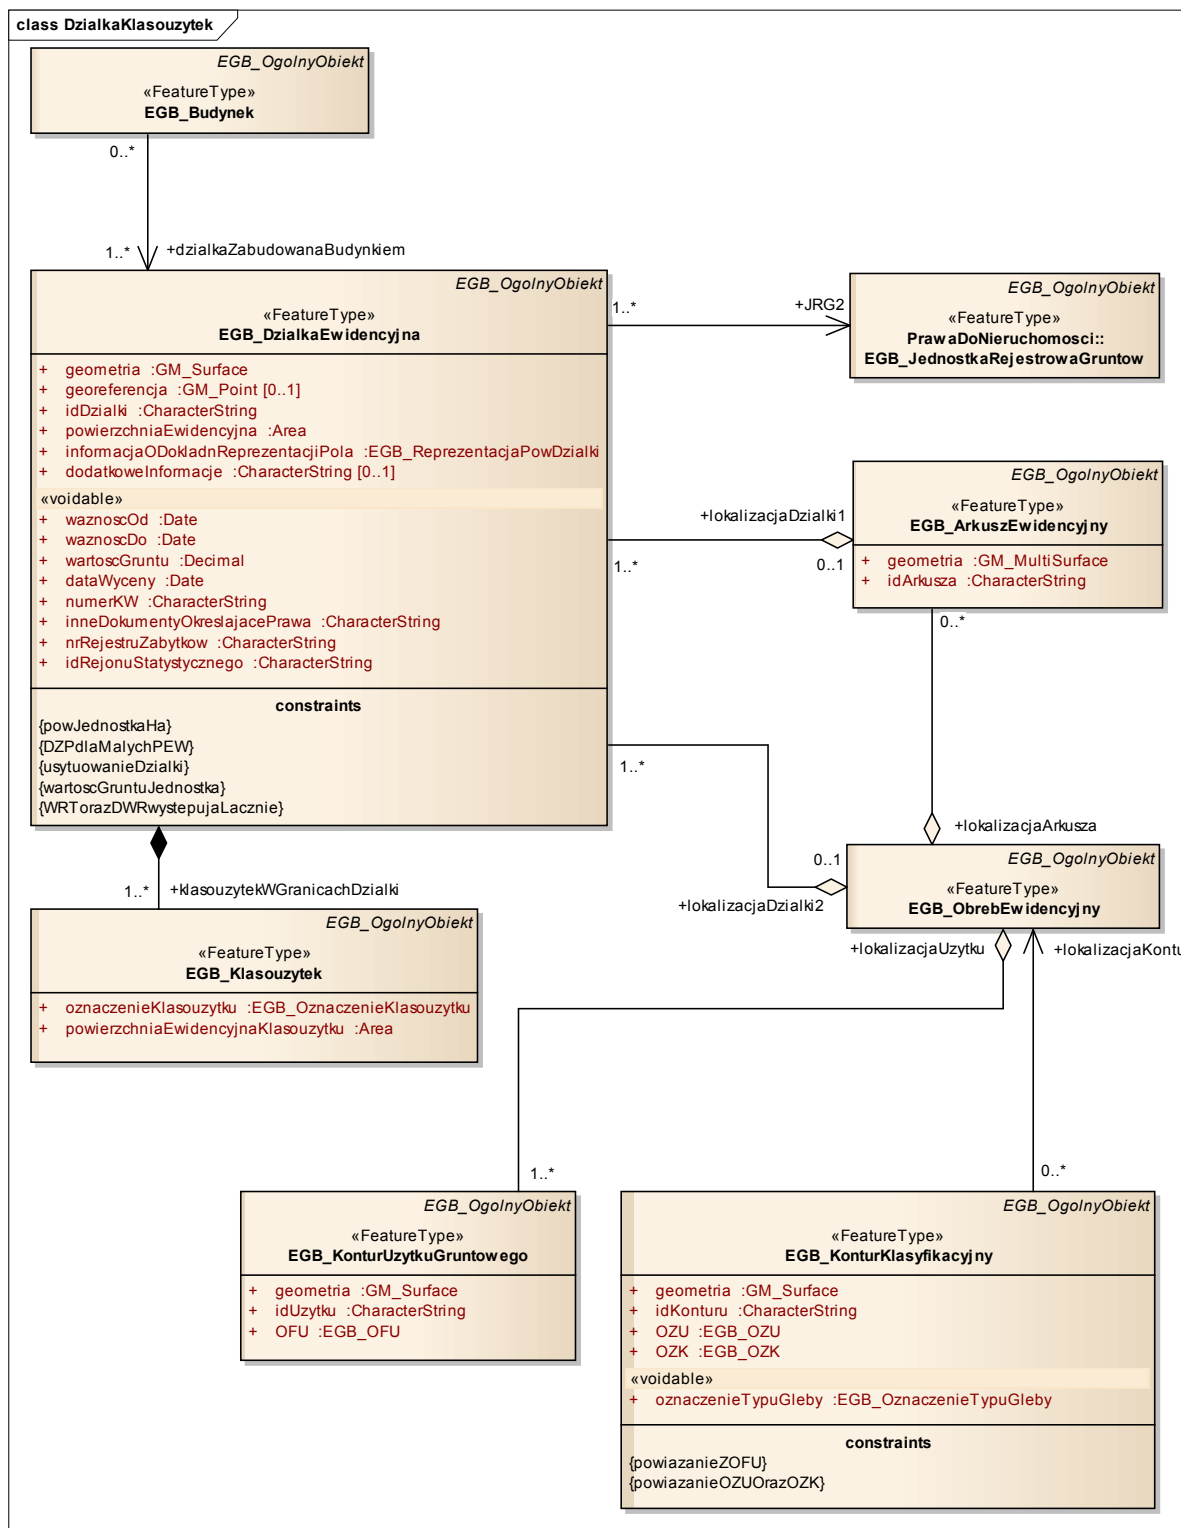 class DzialkaKlasouzytek
EGB_OgolnyObiekt
«FeatureType»
EGB_Budynek
0..*
1..*
+dzialkaZabudowanaBudynkiem
EGB_OgolnyObiekt
«FeatureType»
EGB_DzialkaEwidencyjna
+ geometria :GM_Surface
+ georeferencja :GM_Point [0..1]
+ idDzialki :CharacterString
+ powierzchniaEwidencyjna :Area
+ informacjaODokladnReprezentacjiPola :EGB_ReprezentacjaPowDzialki
+ dodatkoweInformacje :CharacterString [0..1]
«voidable»
+ waznoscOd :Date
+ waznoscDo :Date
+ wartoscGruntu :Decimal
+ dataWyceny :Date
+ numerKW :CharacterString
+ inneDokumentyOkreslajacePrawa :CharacterString
+ nrRejestruZabytkow :CharacterString
+ idRejonuStatystycznego :CharacterString
constraints
{powJednostkaHa}
{DZPdlaMalychPEW}
{usytuowanieDzialki}
{wartoscGruntuJednostka}
{WRTorazDWRwystepujaLacznie}
1..*
+JRG2
EGB_OgolnyObiekt
«FeatureType»
PrawaDoNieruchomosci::
EGB_JednostkaRejestrowaGruntow
+lokalizacjaDzialki1
1..*
0..1
EGB_OgolnyObiekt
«FeatureType»
EGB_ArkuszEwidencyjny
+ geometria :GM_MultiSurface
+ idArkusza :CharacterString
0..*
+lokalizacjaArkusza
1..*
0..1
+lokalizacjaDzialki2
EGB_OgolnyObiekt
«FeatureType»
EGB_ObrebEwidencyjny
+lokalizacjaUzytku
+lokalizacjaKontu
1..*
+klasouzytekWGranicachDzialki
EGB_OgolnyObiekt
«FeatureType»
EGB_Klasouzytek
+ oznaczenieKlasouzytku :EGB_OznaczenieKlasouzytku
+ powierzchniaEwidencyjnaKlasouzytku :Area
1..*
0..*
EGB_OgolnyObiekt
«FeatureType»
EGB_KonturUzytkuGruntowego
+ geometria :GM_Surface
+ idUzytku :CharacterString
+ OFU :EGB_OFU
EGB_OgolnyObiekt
«FeatureType»
EGB_KonturKlasyfikacyjny
+ geometria :GM_Surface
+ idKonturu :CharacterString
+ OZU :EGB_OZU
+ OZK :EGB_OZK
«voidable»
+ oznaczenieTypuGleby :EGB_OznaczenieTypuGleby
constraints
{powiazanieZOFU}
{powiazanieOZUOrazOZK}